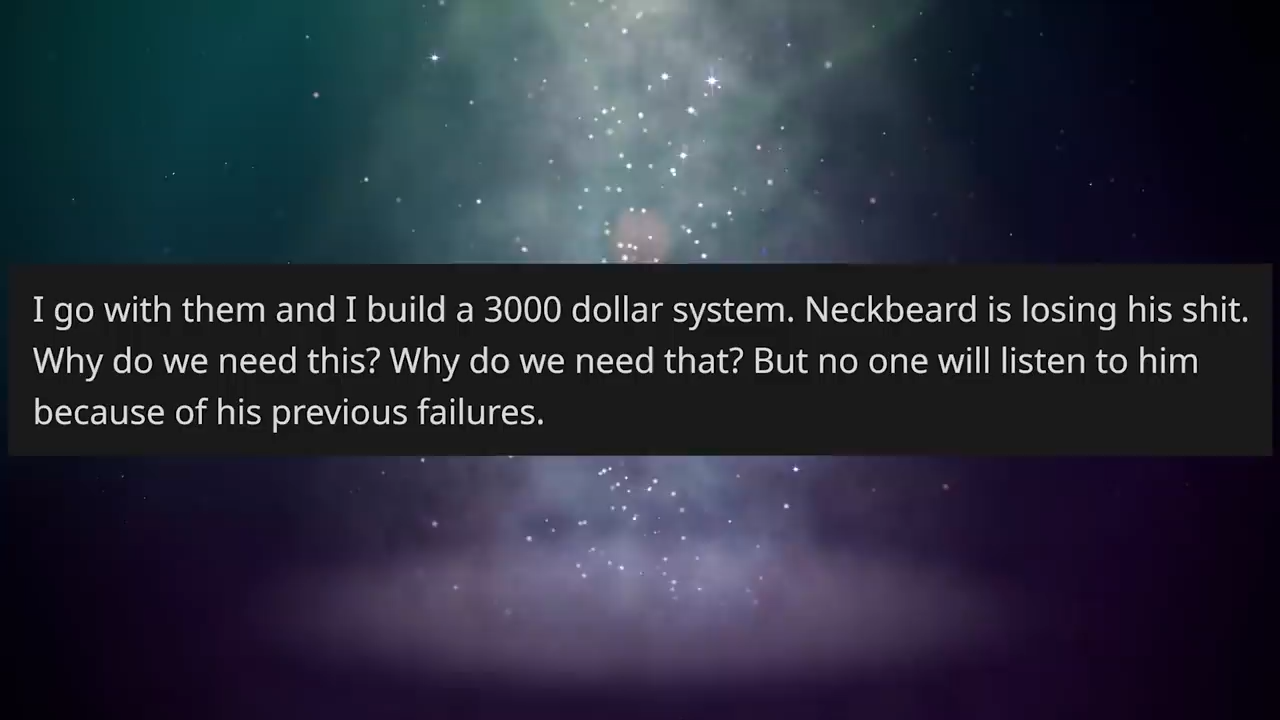 I go with them and I build a 3000 dollar system. Neckbeard is losing his shit.
Why do we need this? Why do we need that? But no one will listen to him
because of his previous failures.